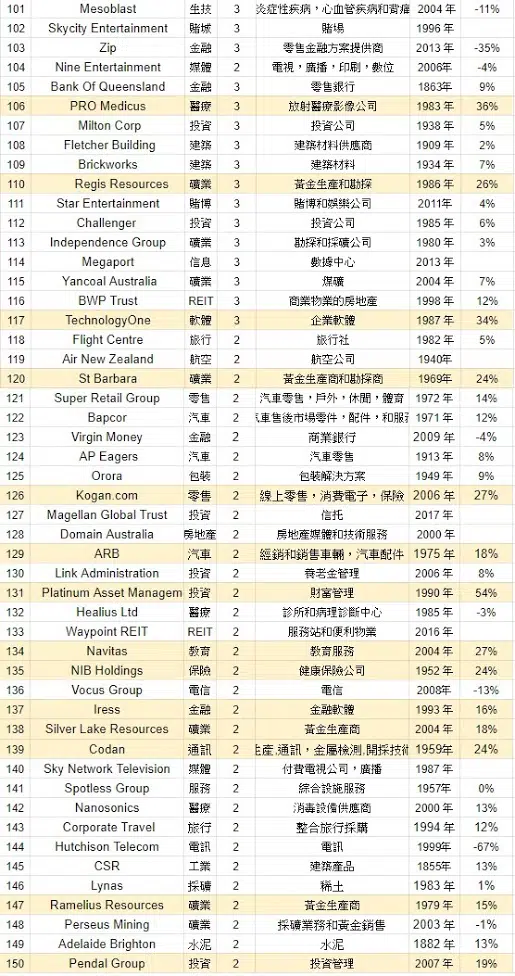 101 Mesoblast 生技 3 炎症性疾病，心血管疾病和背痛 2004 年 -11%
102 Skycity Entertainment 賭城 3 賭場 1996 年
103 Zip 金融 3 零售金融方案提供商 2013 年 -35%
104 Nine Entertainment 媒體 2 電視，廣播，印刷，數位 2006年 -4%
105 Bank Of Queensland 金融 3 零售銀行 1863年 9%
106 PRO Medicus 醫療 3 放射醫療影像公司 1983 年 36%
107 Milton Corp 投資 3 投資公司 1938 年 5%
108 Fletcher Building 建築 3 建築材料供應商 1909 年 2%
109 Brickworks 建築 3 建築材料 1934 年 7%
110 Regis Resources 礦業 3 黃金生產和勘探 1986 年 26%
111 Star Entertainment 賭博 3 賭博和娛樂公司 2011年 4%
112 Challenger 投資 3 投資公司 1985 年 6%
113 Independence Group 礦業 3 勘探和採礦公司 1980 年 3%
114 Megaport 信息 3 數據中心 2013 年
115 Yancoal Australia 礦業 3 煤礦 2004 年 7%
116 BWP Trust REIT 3 商業物業的房地產 1998 年 12%
117 TechnologyOne 軟體 3 企業軟體 1987 年 34%
118 Flight Centre 旅行 2 旅行社 1982 年 5%
119 Air New Zealand 航空 2 航空公司 1940年
120 St Barbara 礦業 2 黃金生產商和勘探商 1969年 24%
121 Super Retail Group 零售 2 汽車零售，戶外，休閒，體育 1972 年 14%
122 Bapcor 汽車 2 車售後市場零件，配件，和服 1971 年 12%
123 Virgin Money 金融 2 商業銀行 2009 年 -4%
124 AP Eagers 汽車 2 汽車零售 1913 年 8%
125 Orora 包裝 2 包裝解決方案 1949 年 9%
126 Kogan.com 零售 2 線上零售，消費電子，保險 2006 年 27%
127 Magellan Global Trust 投資 2 信托 2017 年
128 Domain Australia 房地產 2 房地產媒體和技術服務 2000 年
129 ARB 汽車 2 經銷和銷售車輛，汽車配件 1975 年 18%
130 Link Administration 投資 2 養老金管理 2006 年 8%
131 Platinum Asset Managem 投資 2 財富管理 1990 年 54%
132 Healius Ltd 醫療 2 診所和病理診斷中心 1985 年 -3%
133 Waypoint REIT REIT 2 服務站和便利物業 2016 年
134 Navitas 教育 2 教育服務 2004 年 27%
135 NIB Holdings 保險 2 健康保險公司 1952 年 24%
136 Vocus Group 電信 2 電信 2008年 -13%
137 Iress 金融 2 金融軟體 1993 年 16%
138 Silver Lake Resources 礦業 2 黃金生產商 2004 年 18%
139 Codan 通訊 2 生產,通訊，金屬檢測,開採技術 1959年 24%
140 Sky Network Television 媒體 2 付費電視公司，廣播 1987 年
141 Spotless Group 服務 2 綜合設施服務 1957年 0%
142 Nanosonics 醫療 2 消毒設備供應商 2000 年 13%
143 Corporate Travel 旅行 2 整合旅行採購 1994 年 12%
144 Hutchison Telecom 電訊 2 電訊 1999年 -67%
145 CSR 工業 2 建築產品 1855年 13%
146 Lynas 採礦 2 稀土 1983 年 1%
147 Ramelius Resources 礦業 2 黃金生產商 1979 年 15%
148 Perseus Mining 礦業 2 採礦業務和黃金銷售 2003 年 -1%
149 Adelaide Brighton 水泥 2 水泥 1882 年 13%
150 Pendal Group 投資 2 投資管理 2007 年 19%